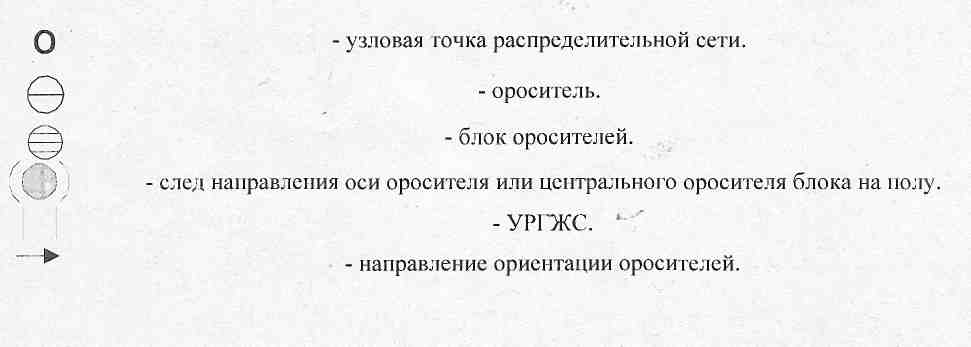 - узловая точка распределительной сети.
- ороситель.
- блок оросителей.
- след направления оси оросителя или центрального оросителя блока на полу.
- УРГЖС.
- направление ориентации оросителей.